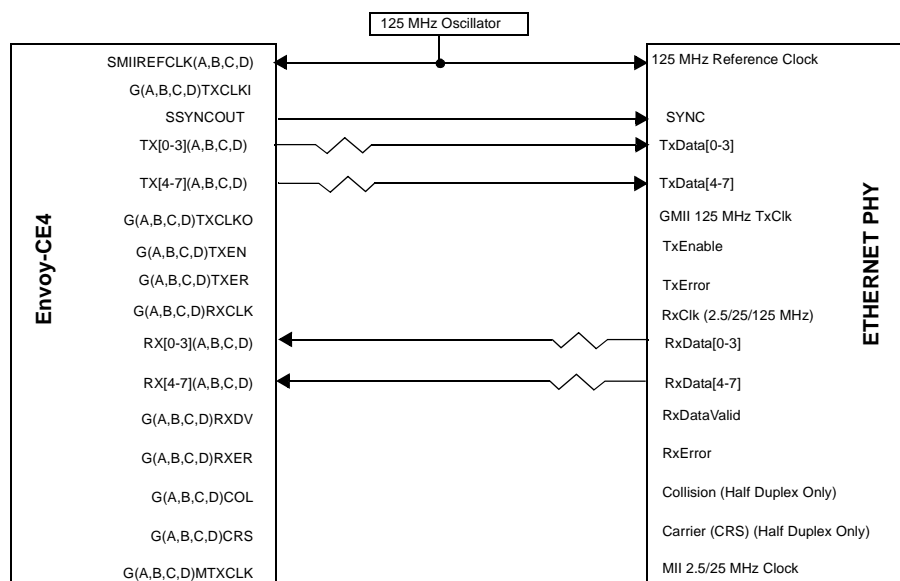 125 MHz Oscillator
SMIIREFCLK(A,B,C,D)
125 MHz Reference Clock
G(A,B,C,D)TXCLKI
SSYNCOUT
SYNC
TX[0-3](A,B,C,D)
TxData[0-3]
TX[4-7](A,B,C,D)
TxData[4-7]
G(A,B,C,D)TXCLKO
GMII 125 MHz TxClk
G(A,B,C,D)TXEN
TxEnable
G(A,B,C,D)TXER
TxError
G(A,B,C,D)RXCLK
RxClk (2.5/25/125 MHz)
RX[0-3](A,B,C,D)
RxData[0-3]
RX[4-7](A,B,C,D)
RxData[4-7]
G(A,B,C,D)RXDV
RxDataValid
G(A,B,C,D)RXER
RxError
G(A,B,C,D)COL
Collision (Half Duplex Only)
G(A,B,C,D)CRS
Carrier (CRS) (Half Duplex Only)
G(A,B,C,D)MTXCLK
MII 2.5/25 MHz Clock
Envoy-CE4
ETHERNET PHY